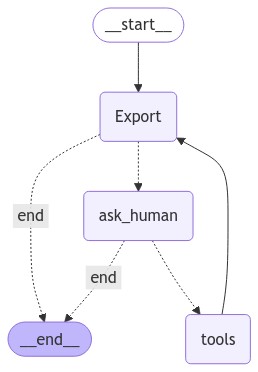 __start__
Export
end
ask_human
end
__end__
tools